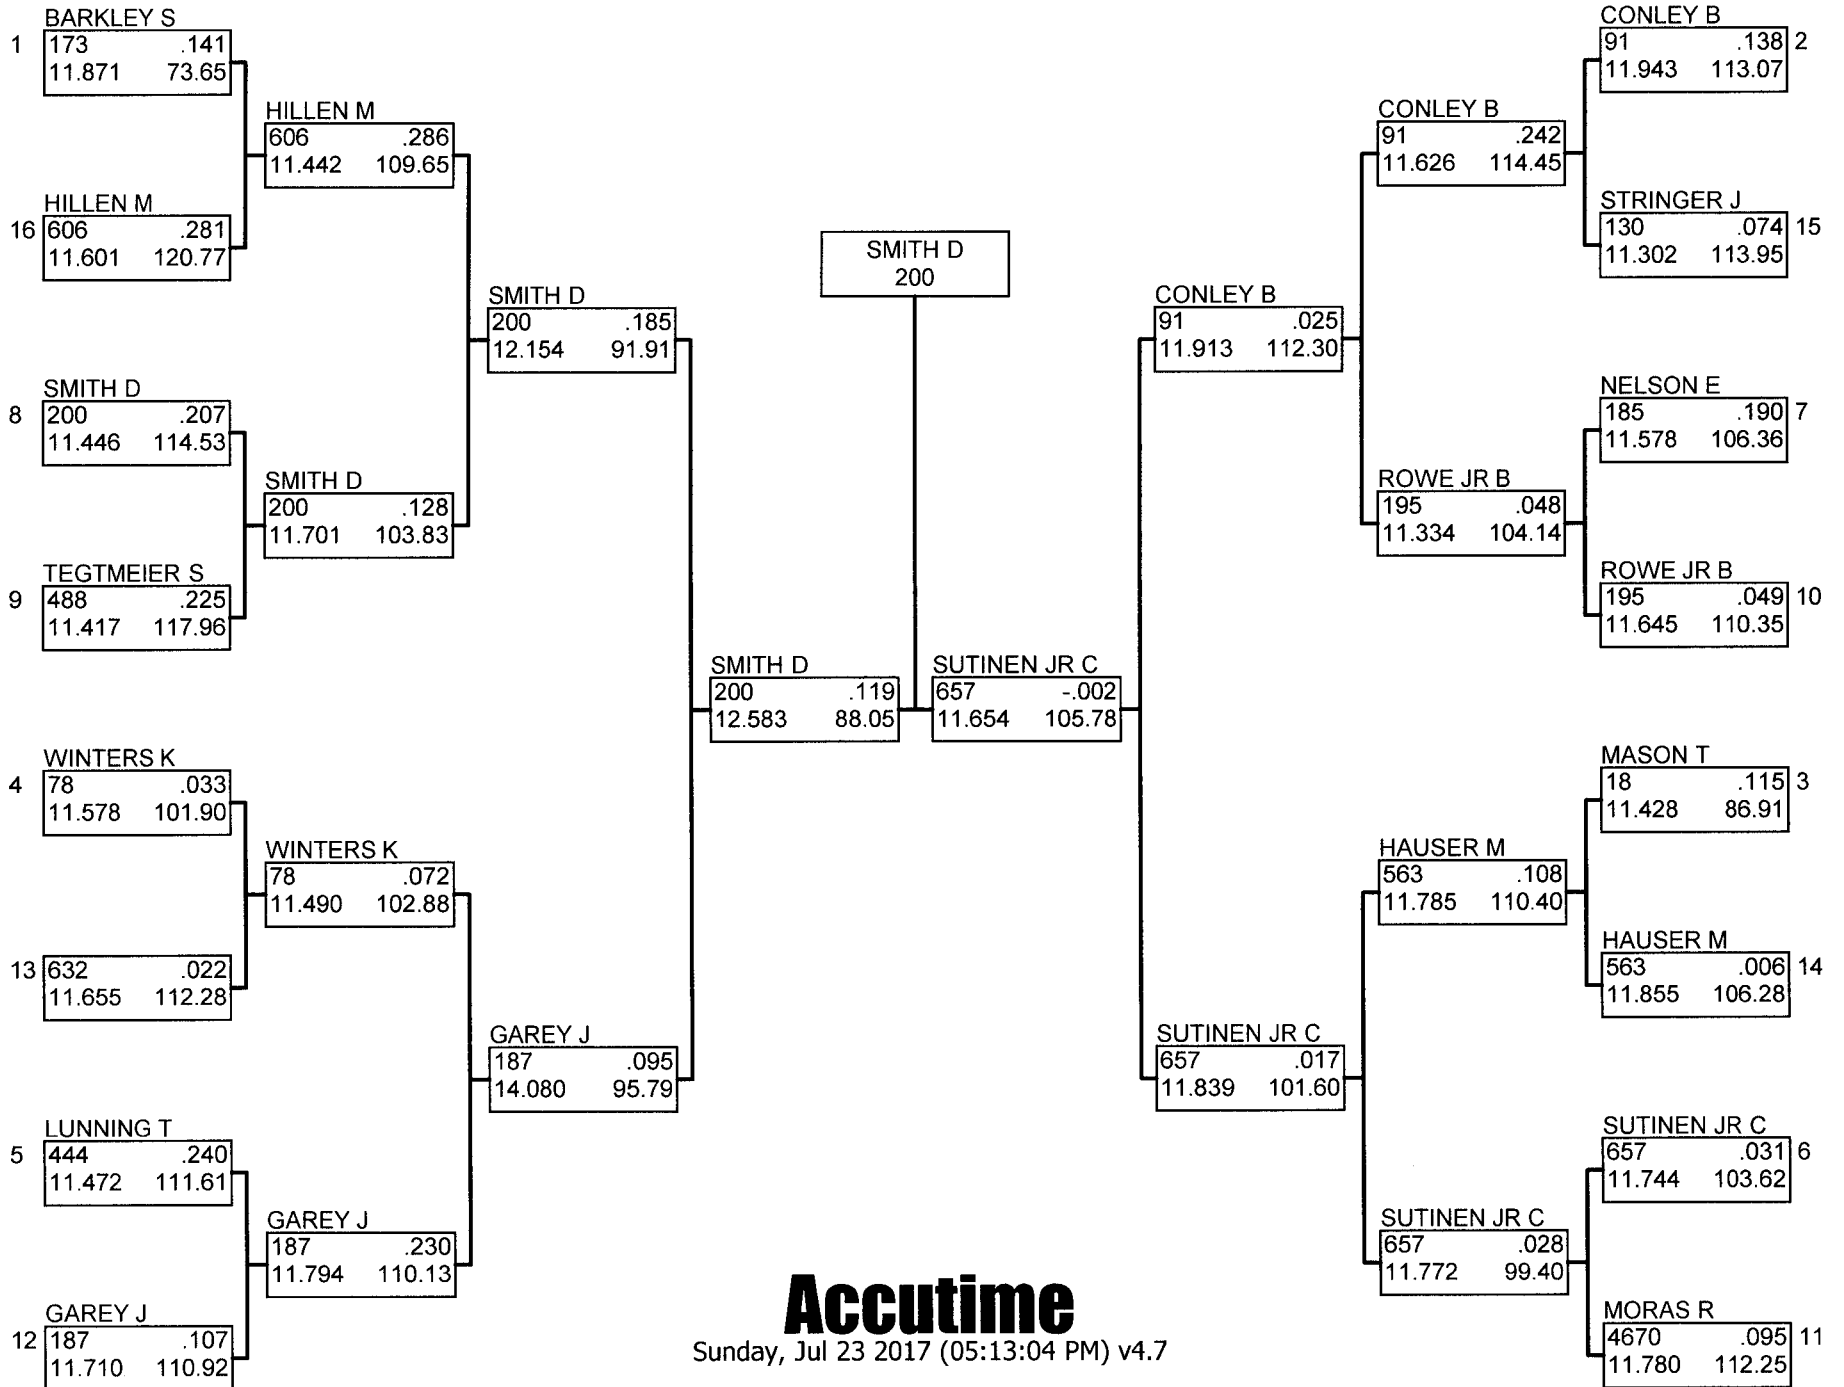 BARKLEY S
1 173 .141
11.871 73.65
HILLEN M
606 .286
11.442 109.65
HILLEN M
16 606 .281
11.601 120.77
SMITH D
200 .185
12.154 91.91
SMITH D
8 200 .207
11.446 114.53
SMITH D
200 .128
11.701 103.83
TEGTMEIER S
9 488 .225
11.417 117.96
SMITH D
200 .119
12.583 88.05
WINTERS K
4 78 .033
11.578 101.90
WINTERS K
78 .072
11.490 102.88
13 632 .022
11.655 112.28
GAREY J
187 .095
14.080 95.79
LUNNING T
5 444 .240
11.472 111.61
GAREY J
187 .230
11.794 110.13
GAREY J
12 187 .107
11.710 110.92
SMITH D
200
SUTINEN JR C
657 -.002
11.654 105.78
CONLEY B
91 .025
11.913 112.30
CONLEY B
91 .242
11.626 114.45
CONLEY B
91 .138 2
11.943 113.07
STRINGER J
130 .074 15
11.302 113.95
NELSON E
185 .190 7
11.578 106.36
ROWE JR B
195 .048
11.334 104.14
ROWE JR B
195 .049 10
11.645 110.35
MASON T
18 .115 3
11.428 86.91
HAUSER M
563 .108
11.785 110.40
HAUSER M
563 .006 14
11.855 106.28
SUTINEN JR C
657 .017
11.839 101.60
SUTINEN JR C
657 .031 6
11.744 103.62
SUTINEN JR C
657 .028
11.772 99.40
MORAS R
4670 .095 11
11.780 112.25
Accutime
Sunday, Jul 23 2017 (05:13:04 PM) v4.7